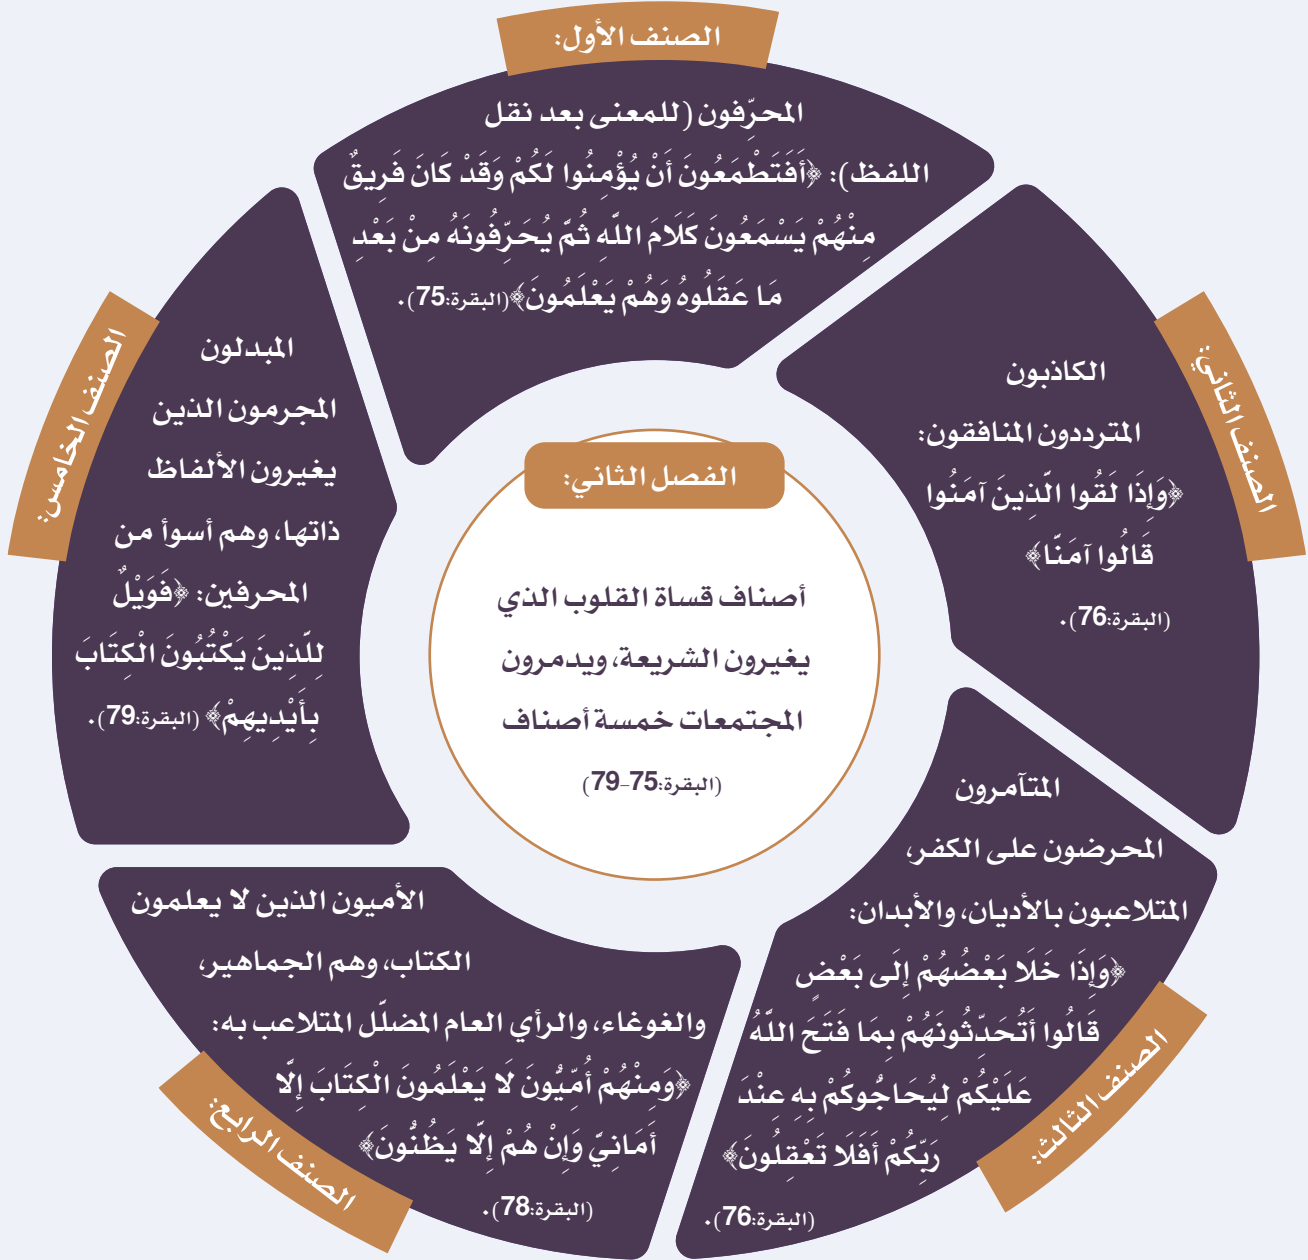 الفصل الثاني:
أصناف قساة القلوب الذي
يغيرون الشريعة، ويدمرون
المجتمعات خمسة أصناف
(البقرة:75-79)
الصنف الأول:
المحرّفون (للمعنى بعد نقل
اللفظ): ﴿أَفَتَطْمَعُونَ أَنْ يُؤْمِنُوا لَكُمْ وَقَدْ كَانَ فَرِيقٌ
مِنْهُمْ يَسْمَعُونَ كَلَامَ اللَّهِ ثُمَّ يُحَرِّفُونَهُ مِنْ بَعْدِ
مَا عَقَلُوهُ وَهُمْ يَعْلَمُونَ﴾(البقرة:75).
الصنف الثاني:
الكاذبون
المترددون المنافقون:
﴿وَإِذَا لَقُوا الَّذِينَ آمَنُوا
قَالُوا آمَنَّا﴾
(البقرة:76).
الصنف الثالث:
المتآمرون
المحرضون على الكفر،
المتلاعبون بالأديان، والأبدان:
﴿وَإِذَا خَلَا بَعْضُهُمْ إِلَى بَعْضٍ
قَالُوا أَتُحَدِّثُونَهُمْ بِمَا فَتَحَ اللَّهُ
عَلَيْكُمْ لِيُحَاجُّوكُمْ بِهِ عِنْدَ
رَبِّكُمْ أَفَلَا تَعْقِلُونَ﴾
(البقرة:76).
الصنف الرابع:
الأميون الذين لا يعلمون
الكتاب، وهم الجماهير،
والغوغاء، والرأي العام المضلّل المتلاعب به:
﴿وَمِنْهُمْ أُمِّيُّونَ لَا يَعْلَمُونَ الْكِتَابَ إِلَّا
أَمَانِيَّ وَإِنْ هُمْ إِلَّا يَظُنُّونَ﴾
(البقرة:78).
الصنف الخامس:
المبدلون
المجرمون الذين
يغيرون الألفاظ
ذاتها، وهم أسوأ من
المحرفين: ﴿فَوَيْلٌ
لِلَّذِينَ يَكْتُبُونَ الْكِتَابَ
بِأَيْدِيهِمْ﴾ (البقرة:79).